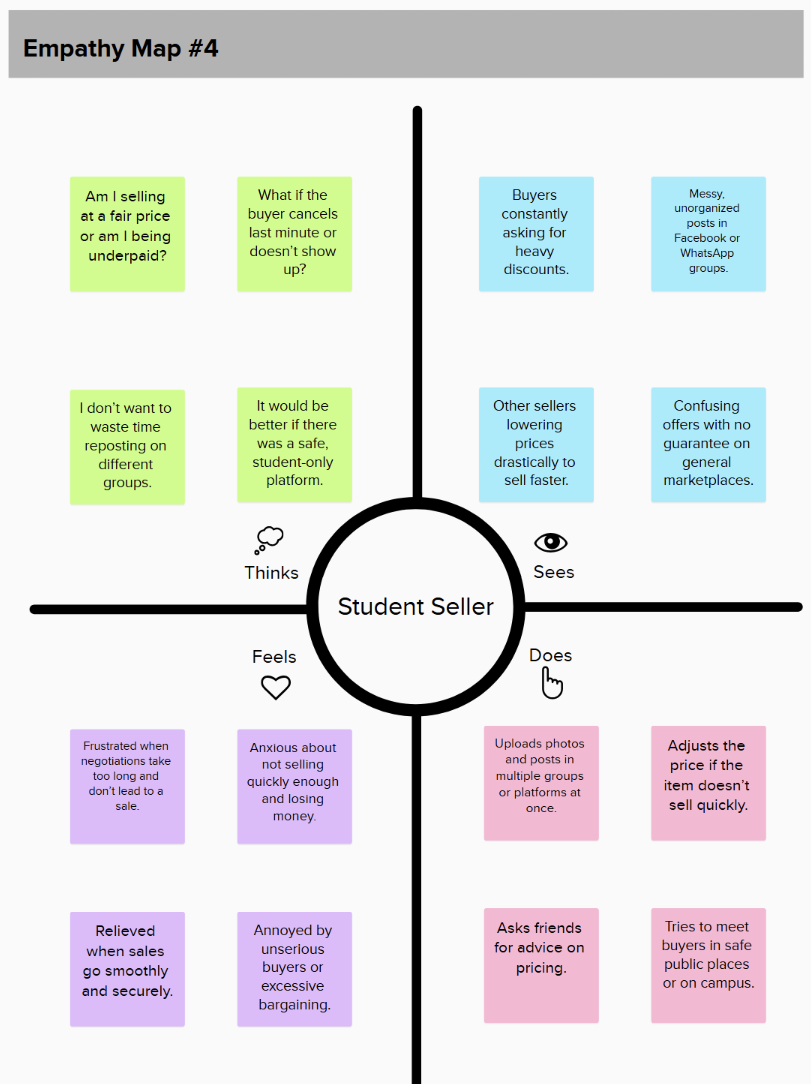 Empathy Map #4
Am I selling
at a fair price
or am I being
underpaid?
What if the
buyer cancels
last minute or
doesn’t show
up?
Buyers
constantly
asking for
heavy
discounts.
Messy,
unorganized
posts in
Facebook or
WhatsApp
groups.
I don’t want to
waste time
reposting on
different
groups.
It would be
better if there
was a safe,
student-only
platform.
Other sellers
lowering
prices
drastically to
sell faster.
Confusing
offers with no
guarantee on
general
marketplaces.
Thinks
Sees
Student Seller
Feels
Does
Frustrated when
negotiations take
too long and
don’t lead to a
sale.
Anxious about
not selling
quickly enough
and losing
money.
Uploads photos
and posts in
multiple groups
or platforms at
once.
Adjusts the
price if the
item doesn’t
sell quickly.
Relieved
when sales
go smoothly
and securely.
Annoyed by
unserious
buyers or
excessive
bargaining.
Asks friends
for advice on
pricing.
Tries to meet
buyers in safe
public places
or on campus.